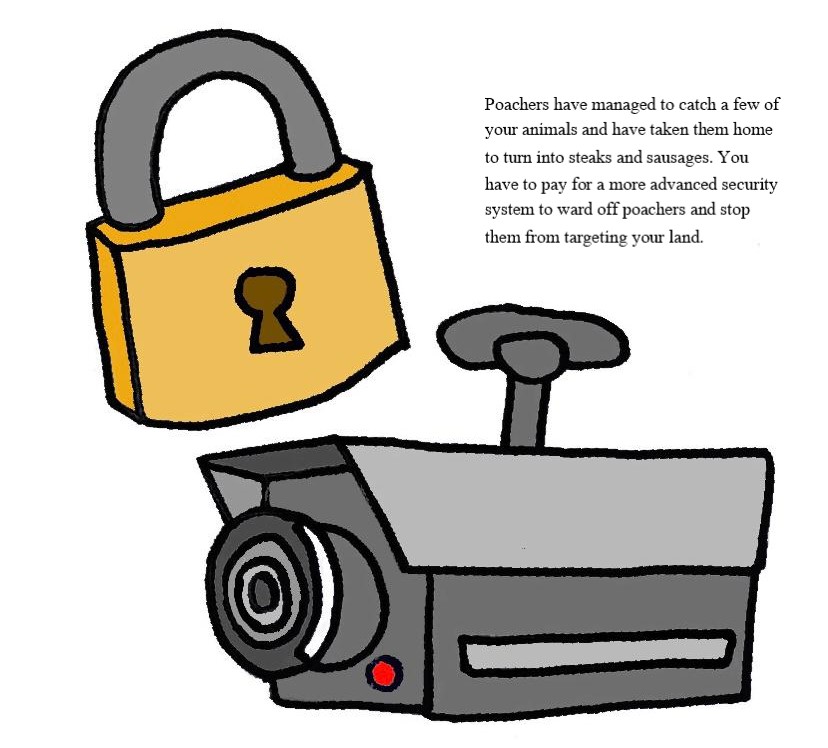 Poachers have managed to catch a few of
your animals and have taken them home
to turn into steaks and sausages. You
have to pay for a more advanced security
system to ward off poachers and stop
them from targeting your land.